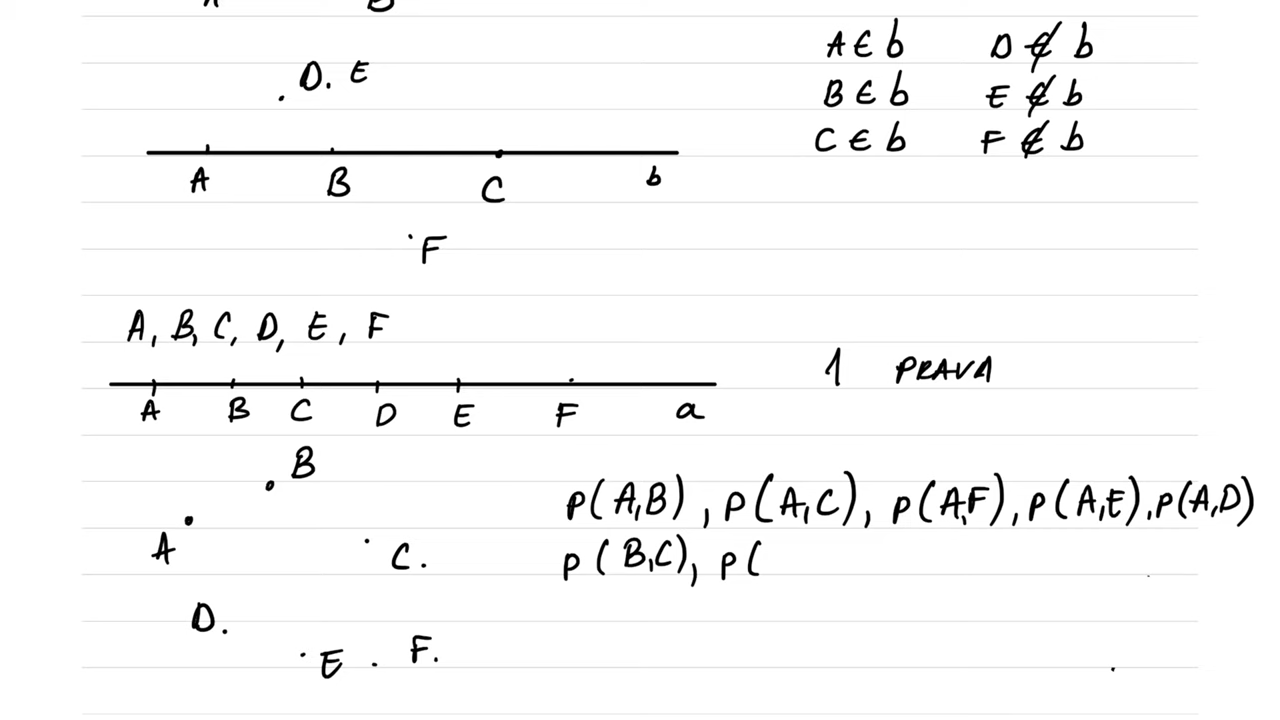 A B
A ∈ b D ∉ b
D. E
B ∈ b E ∉ b
C ∈ b F ∉ b
A B C b
F
A, B, C, D, E, F
1 PRAVA
A B C D E F a
B
p(A,B), p(A,C), p(A,F), p(A,E), p(A,D)
A C.
p(B,C), p(
D.
E F.